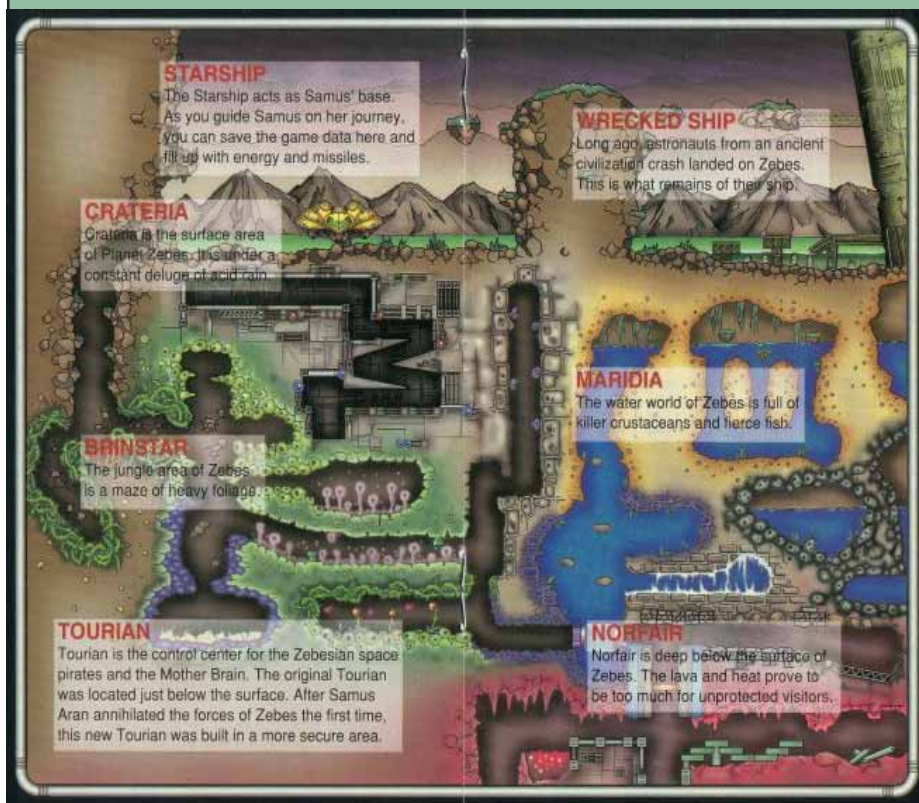 STARSHIP
The Starship acts as Samus' base.
As you guide Samus on her journey,
you can save the game data here and
fill up with energy and missiles.
WRECKED SHIP
Long ago, astronauts from an ancient
civilization crash landed on Zebes.
This is what remains of their ship.
CRATERIA
Crateria is the surface area
of Planet Zebes. It is under a
constant deluge of acid rain.
MARIDIA
The water world of Zebes is full of
killer crustaceans and fierce fish.
BRINSTAR
The jungle area of Zebes
is a maze of heavy foliage.
TOURIAN
Tourian is the control center for the Zebesian space
pirates and the Mother Brain. The original Tourian
was located just below the surface. After Samus
Aran annihilated the forces of Zebes the first time,
this new Tourian was built in a more secure area.
NORFAIR
Norfair is deep below the surface of
Zebes. The lava and heat prove to
be too much for unprotected visitors.